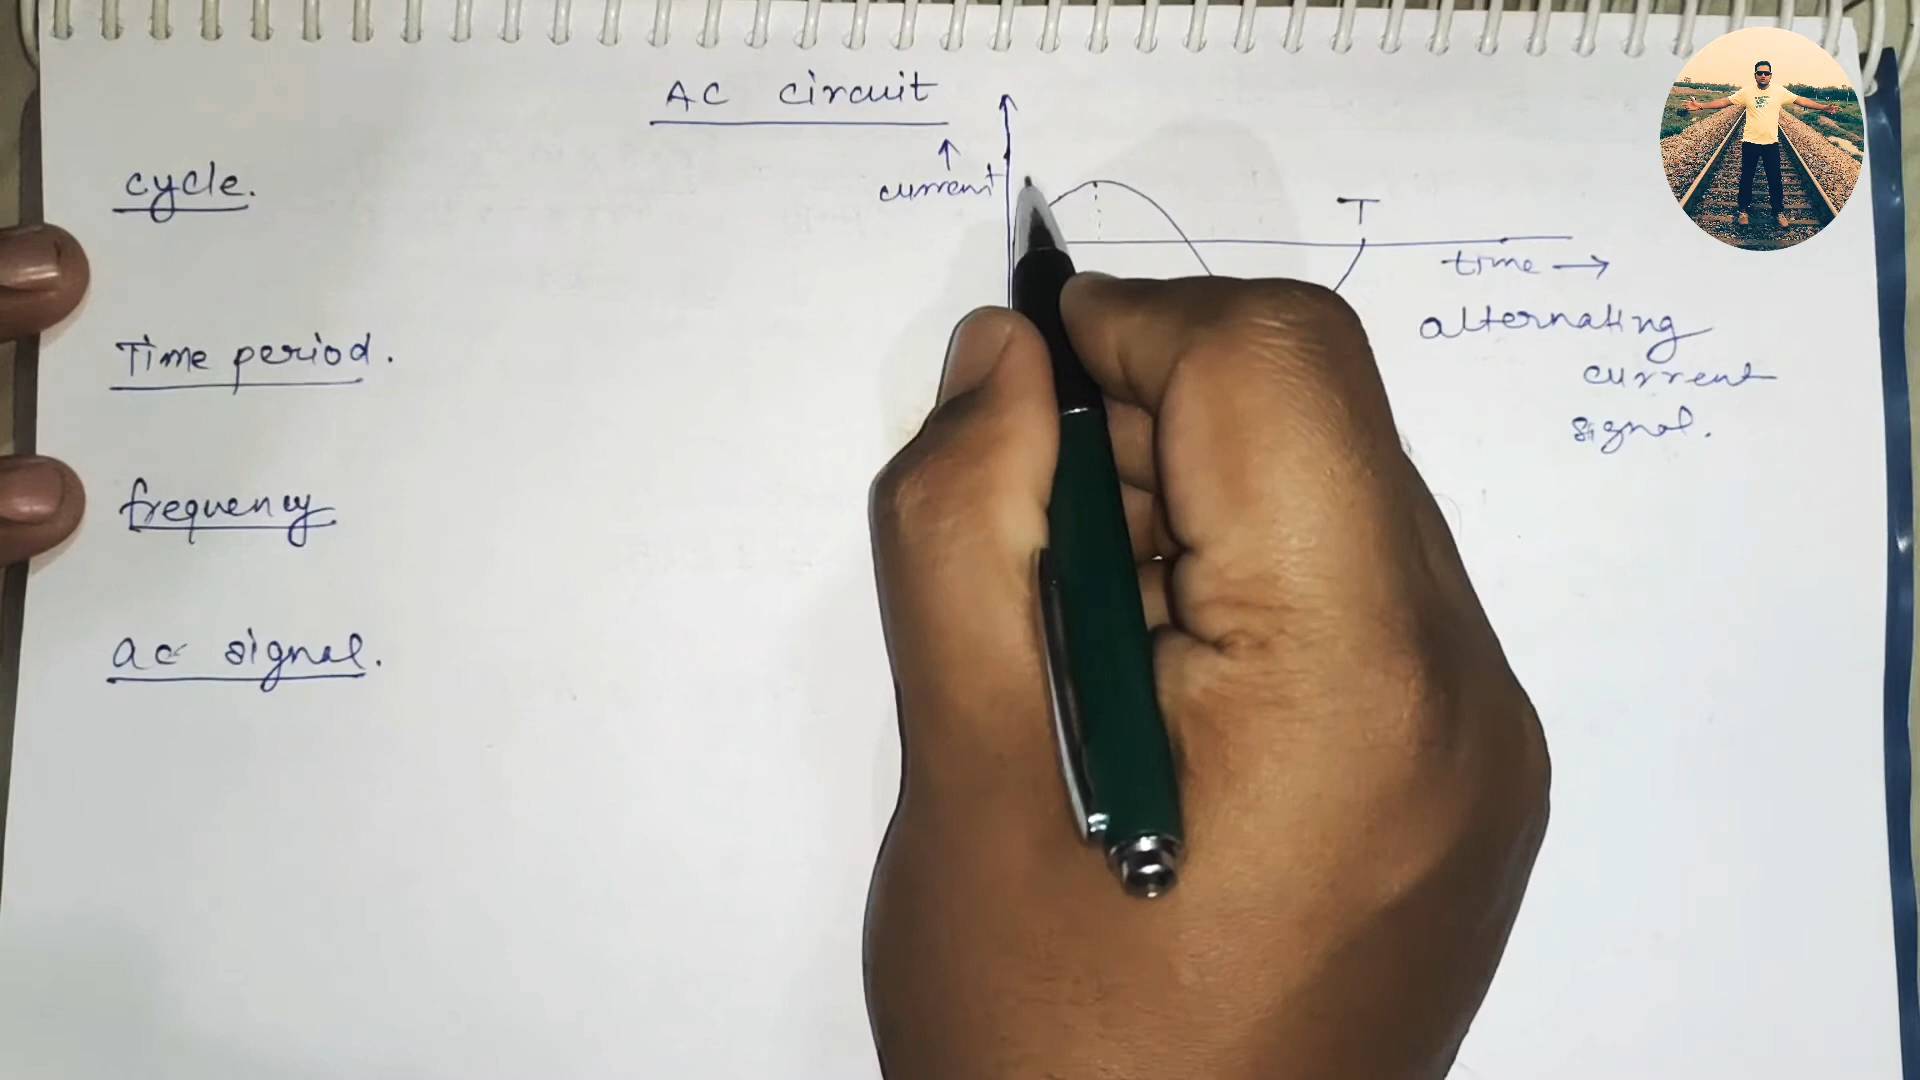 AC circuit
cycle.
↑
current
T
time →
Time period.
alternating
current
signal.
frequency
ac signal.